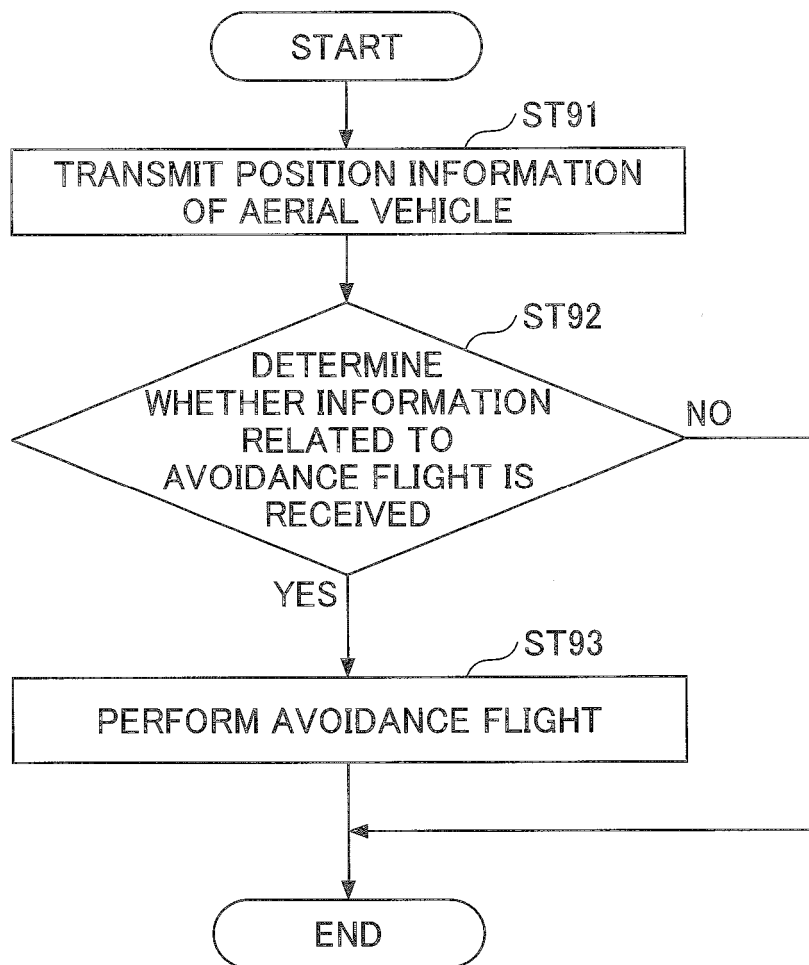 START
ST91
TRANSMIT POSITION INFORMATION
OF AERIAL VEHICLE
ST92
DETERMINE
WHETHER INFORMATION
RELATED TO
AVOIDANCE FLIGHT IS
RECEIVED
NO
YES
ST93
PERFORM AVOIDANCE FLIGHT
END